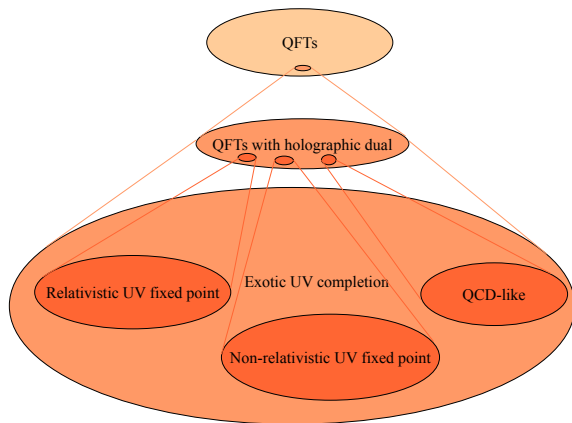 QFTs
QFTs with holographic dual
Exotic UV completion
Relativistic UV fixed point
QCD-like
Non-relativistic UV fixed point